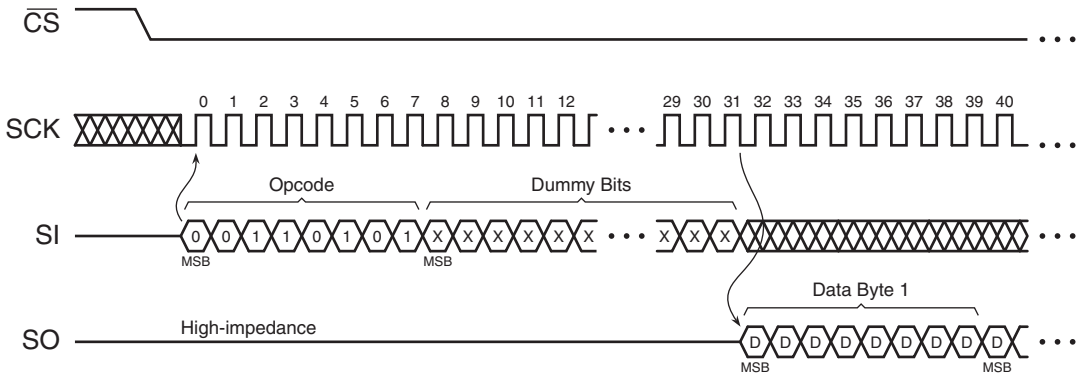 CS
SCK 0 1 2 3 4 5 6 7 8 9 10 11 12 • • • 29 30 31 32 33 34 35 36 37 38 39 40 • • •
Opcode Dummy Bits
SI 0 0 1 1 0 1 0 1 X X X X X X • • • X X X • • •
MSB MSB
Data Byte 1
SO High-impedance D D D D D D D D D • • •
MSB MSB